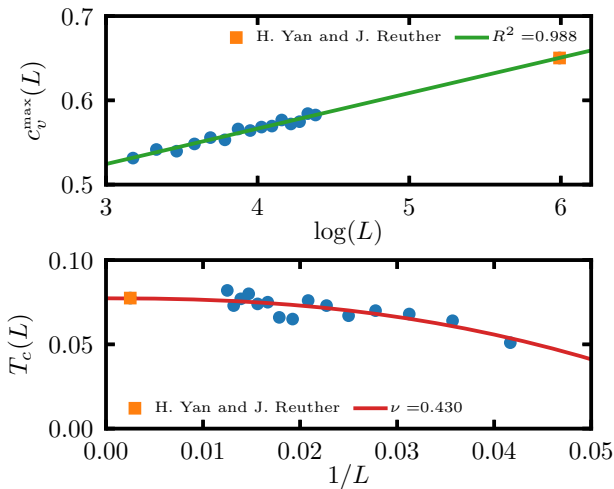 0.7
H. Yan and J. Reuther R² =0.988
0.6
c_v^max(L)
0.5
3 4 5 6
log(L)
0.10
0.05
T_c(L)
H. Yan and J. Reuther ν =0.430
0.00
0.00 0.01 0.02 0.03 0.04 0.05
1/L